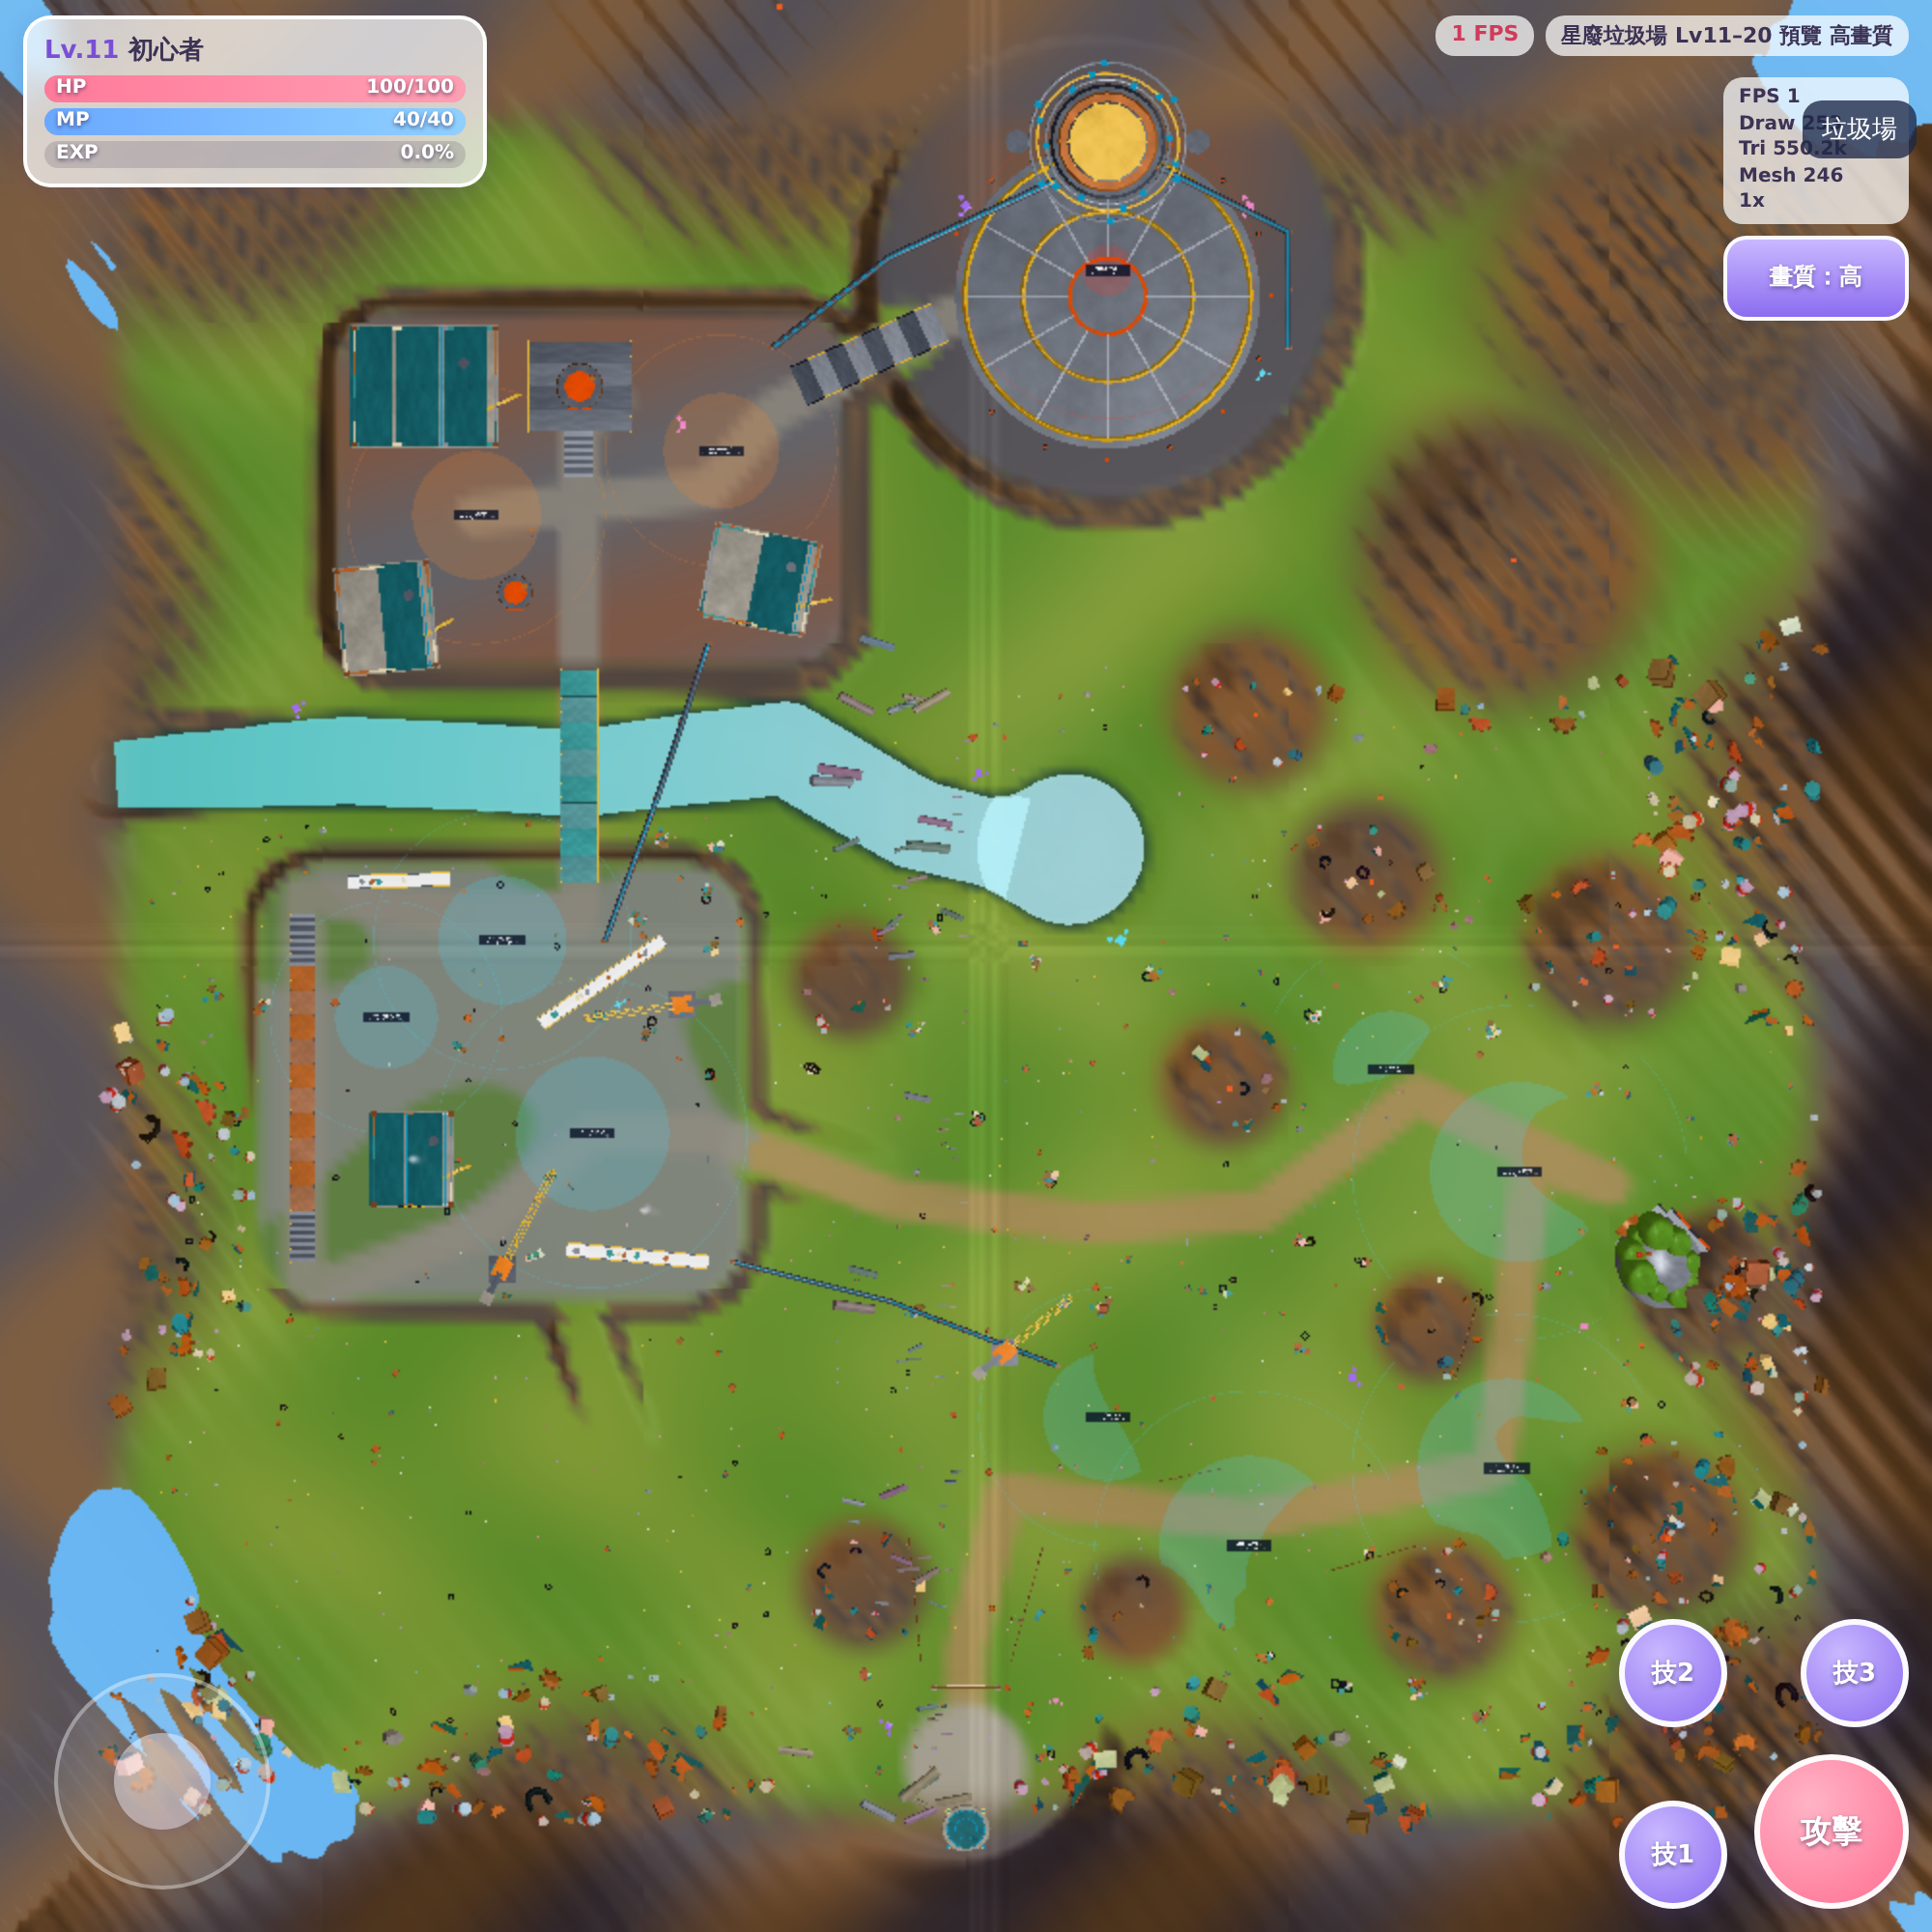 Lv.11 初心者
HP 100/100
MP 40/40
EXP 0.0%
1 FPS
星廢垃圾場 Lv11–20 預覽 高畫質
FPS 1
Draw
垃圾場
Tri 550.2k
Mesh 246
1x
畫質：高
技2
技3
技1
攻擊